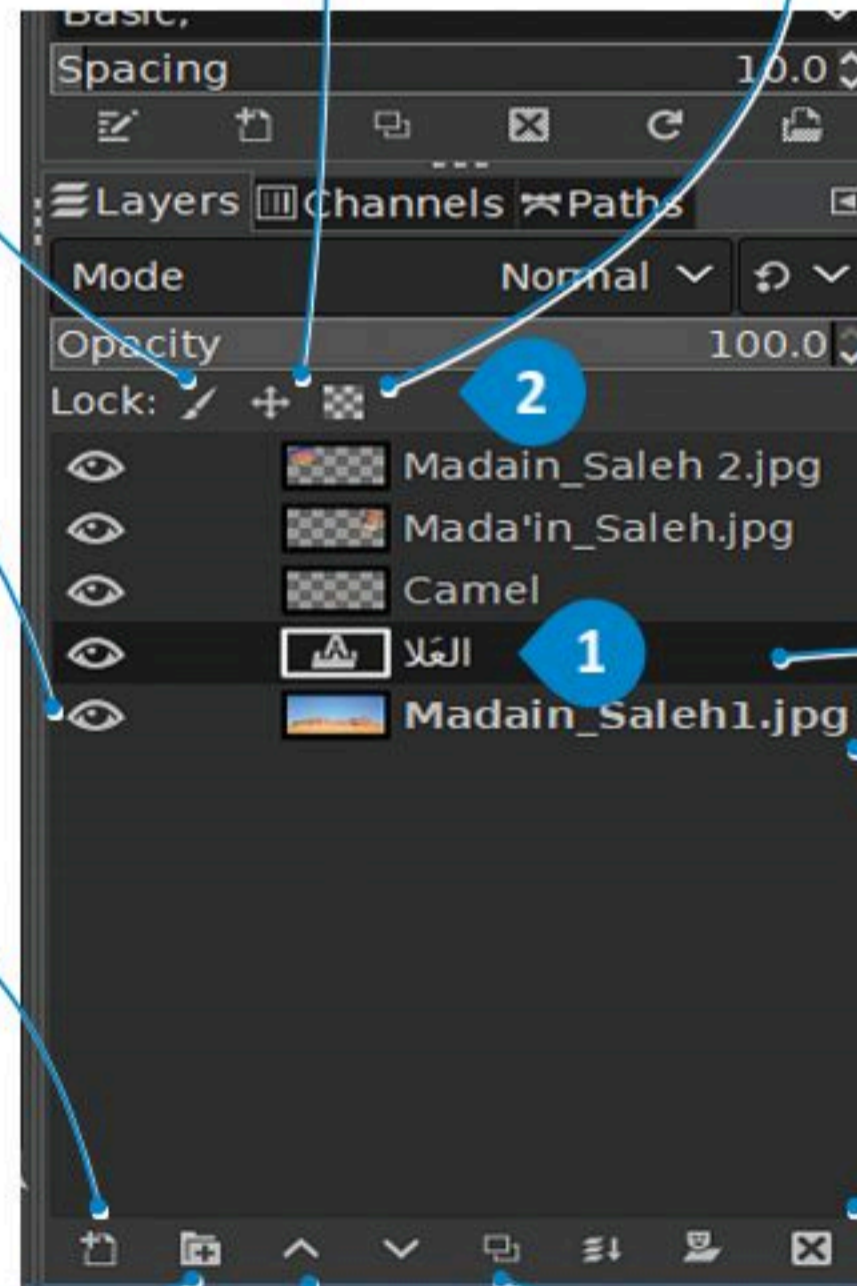 Basic,
Spacing 10.0
Layers Channels Paths
Mode Normal
Opacity 100.0
Lock: 2
Madain_Saleh 2.jpg
Mada'in_Saleh.jpg
Camel
العَلا 1
Madain_Saleh1.jpg